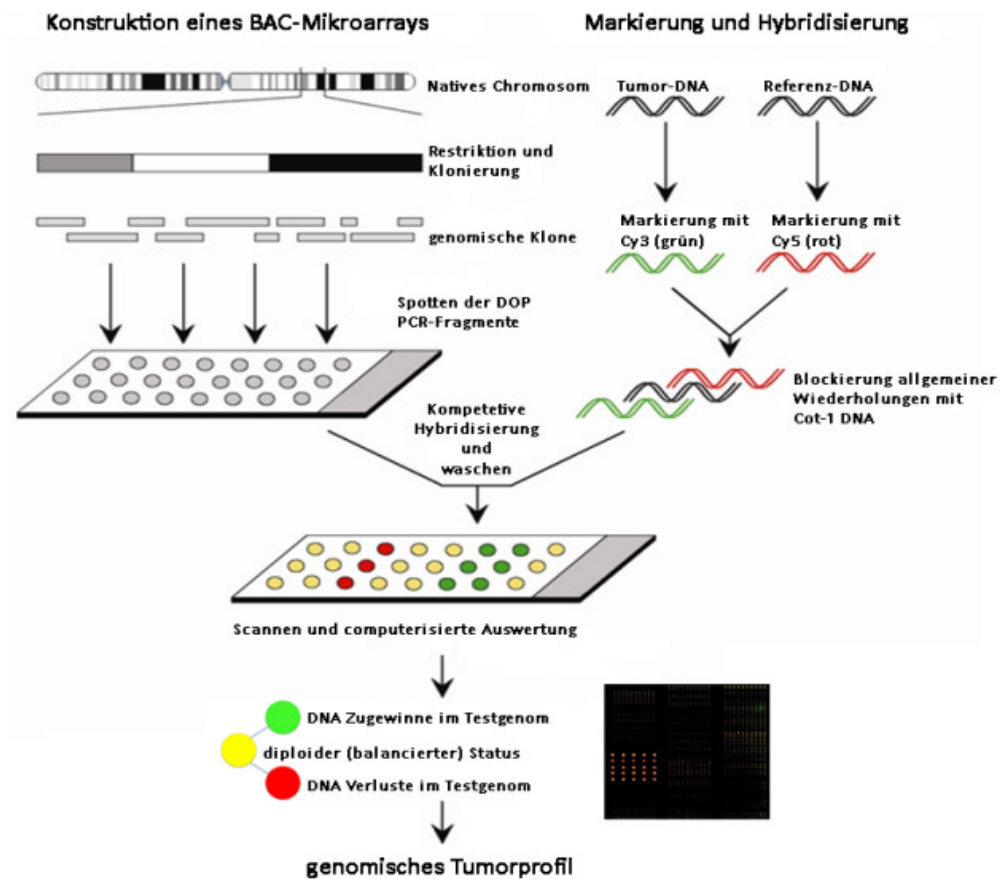 Konstruktion eines BAC-Mikroarrays
Natives Chromosom
Restriktion und
Klonierung
genomische Klone
Spotten der DOP
PCR-Fragmente
Markierung und Hybridisierung
Tumor-DNA
Referenz-DNA
Markierung mit
Cy3 (grün)
Markierung mit
Cy5 (rot)
Blockierung allgemeiner
Wiederholungen mit
Cot-1 DNA
Kompetetive
Hybridisierung
und
waschen
Scannen und computerisierte Auswertung
DNA Zugewinne im Testgenom
diploider (balancierter) Status
DNA Verluste im Testgenom
genomisches Tumorprofil